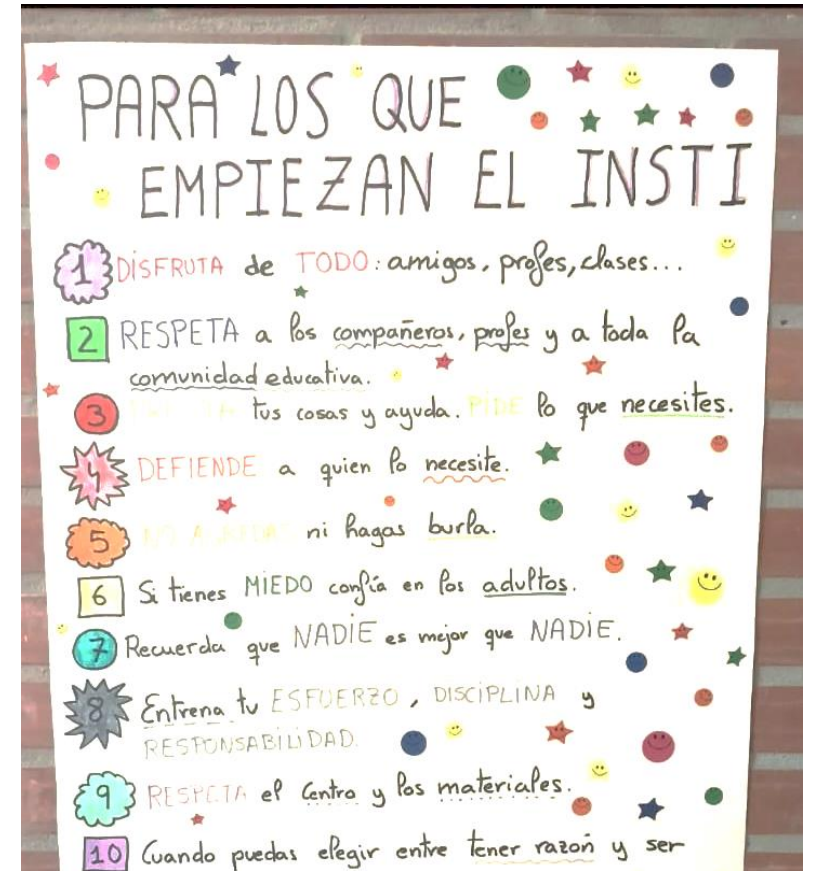 PARA LOS QUE
EMPIEZAN EL INSTI
1 DISFRUTA de TODO: amigos, profes, clases...
2 RESPETA a los compañeros, profes y a toda la
comunidad educativa.
3 tus cosas y ayuda. PIDE lo que necesites.
4 DEFIENDE a quien lo necesite.
5 ni hagas burla.
6 Si tienes MIEDO confía en los adultos.
7 Recuerda que NADIE es mejor que NADIE.
8 Entrena tu ESFUERZO, DISCIPLINA y
RESPONSABILIDAD.
9 RESPETA el Centro y los materiales.
10 Cuando puedas elegir entre tener razón y ser